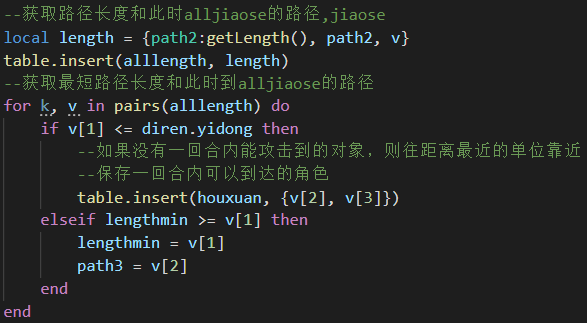 --获取路径长度和此时alljiaose的路径,jiaose
local length = {path2:getLength(), path2, v}
table.insert(alllength, length)
--获取最短路径长度和此时到alljiaose的路径
for k, v in pairs(alllength) do
    if v[1] <= diren.yidong then
        --如果没有一回合内能攻击到的对象，则往距离最近的单位靠近
        --保存一回合内可以到达的角色
        table.insert(houxuan, {v[2], v[3]})
    elseif lengthmin >= v[1] then
        lengthmin = v[1]
        path3 = v[2]
    end
end